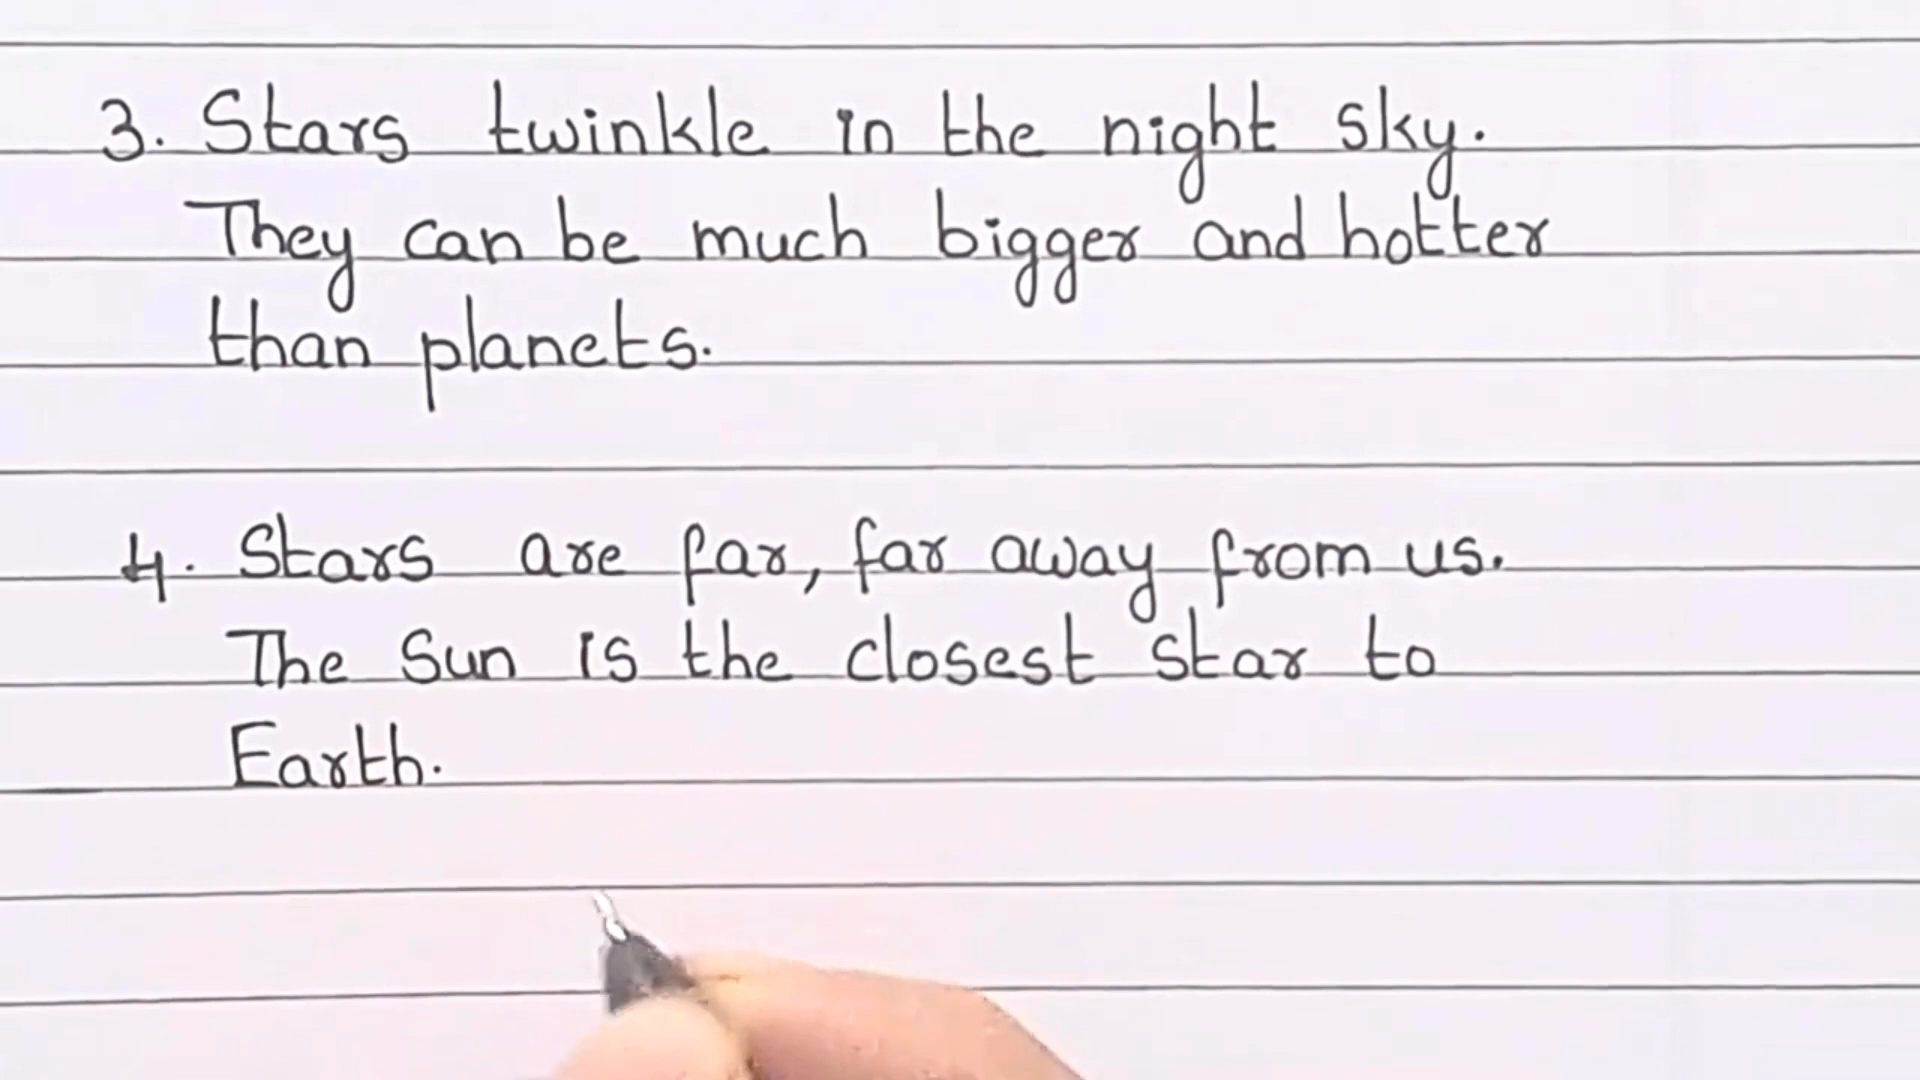 3. Stars twinkle in the night sky.
They can be much bigger and hotter
than planets.
4. Stars are far, far away from us.
The Sun is the closest star to
Earth.